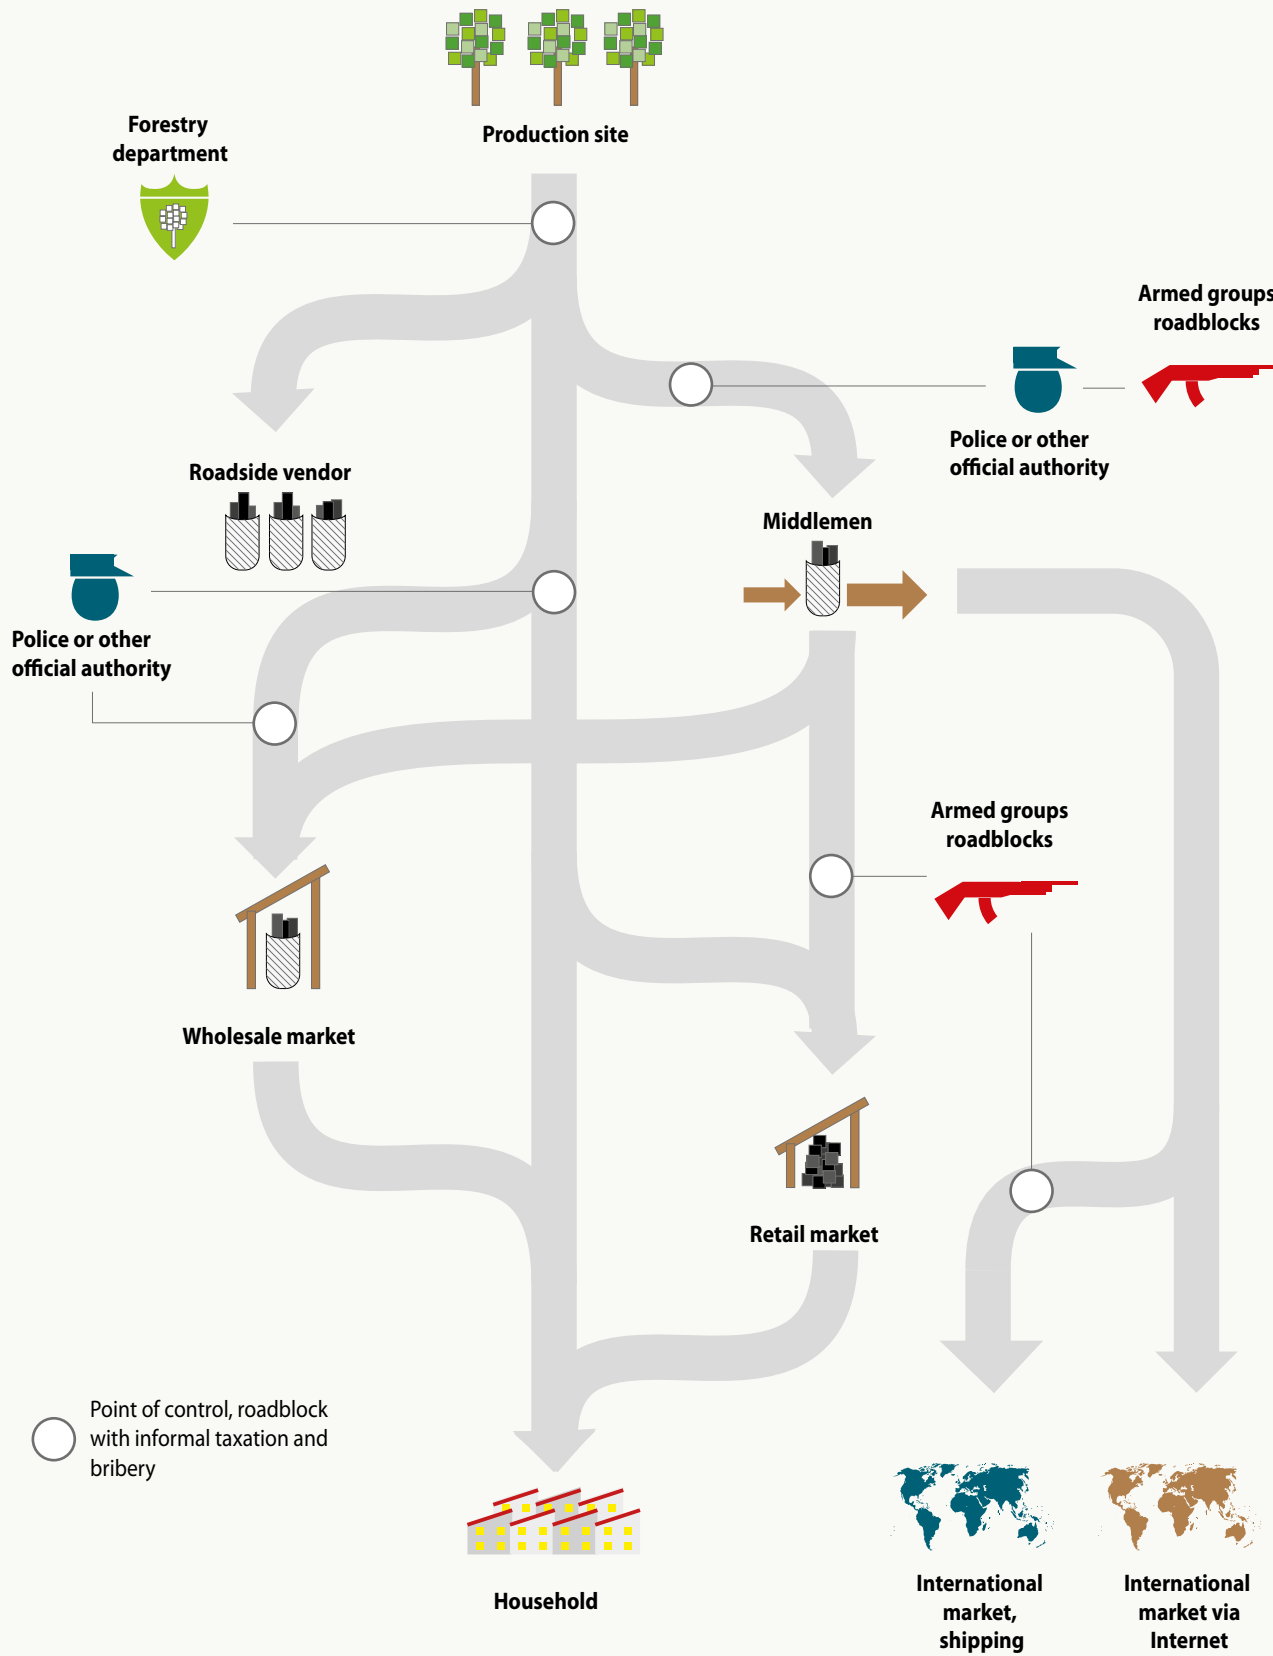 Production site
Forestry
department
Armed groups
roadblocks
Police or other
official authority
Roadside vendor
Middlemen
Police or other
official authority
Armed groups
roadblocks
Wholesale market
Retail market
Point of control, roadblock
with informal taxation and
bribery
Household
International
market,
shipping
International
market via
Internet